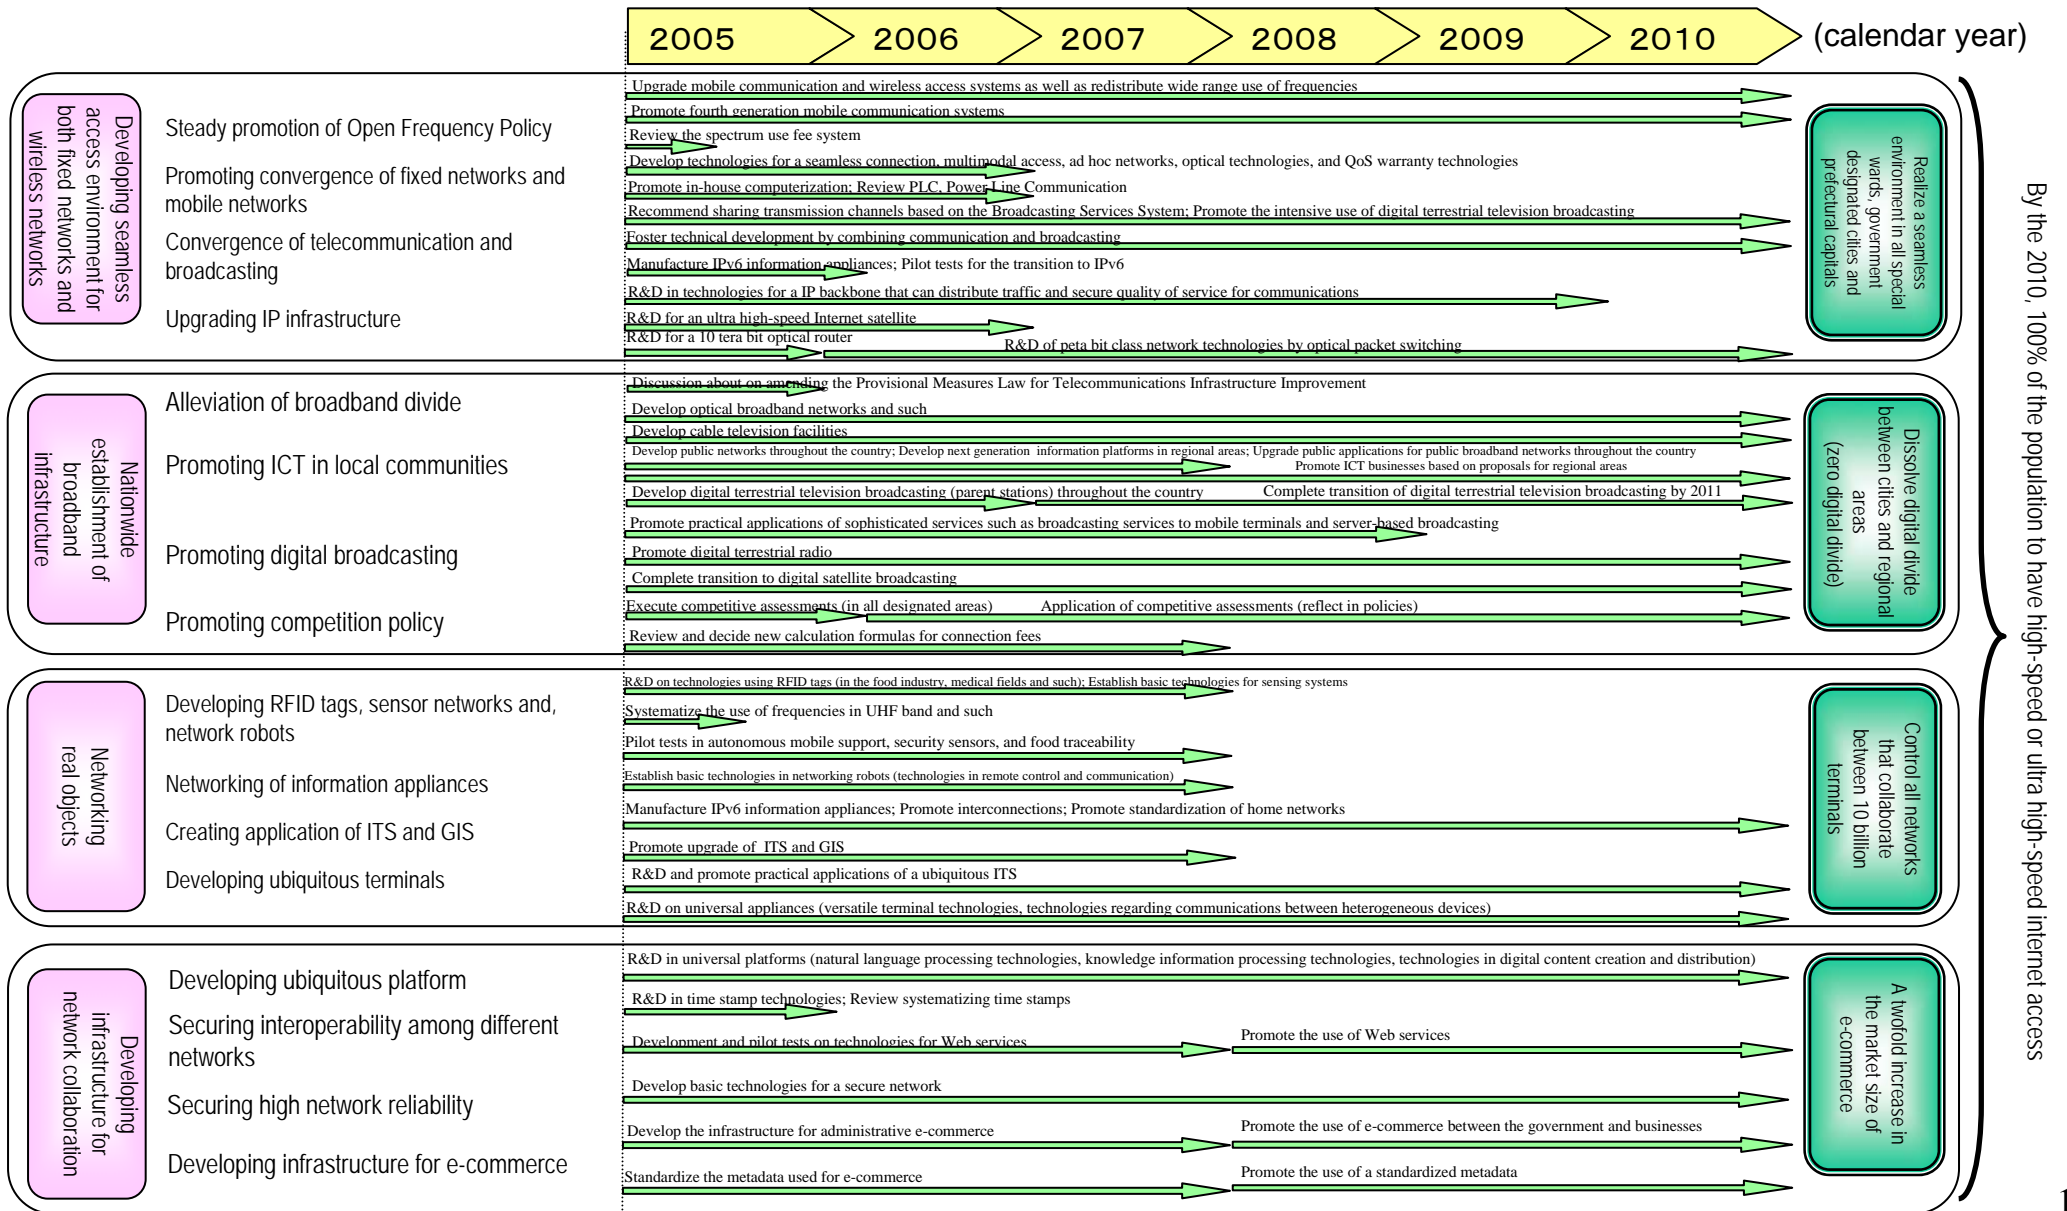 2005
2006
2007
2008
2009
2010
(calendar year)
Developing seamless
access environment for
both fixed networks and
wireless networks
Steady promotion of Open Frequency Policy
Promoting convergence of fixed networks and
mobile networks
Convergence of telecommunication and
broadcasting
Upgrading IP infrastructure
Upgrade mobile communication and wireless access systems as well as redistribute wide range use of frequencies
Promote fourth generation mobile communication systems
Review the spectrum use fee system
Develop technologies for a seamless connection, multimodal access, ad hoc networks, optical technologies, and QoS warranty technologies
Promote in-house computerization; Review PLC, Power Line Communication
Recommend sharing transmission channels based on the Broadcasting Services System; Promote the intensive use of digital terrestrial television broadcasting
Foster technical development by combining communication and broadcasting
Manufacture IPv6 information appliances; Pilot tests for the transition to IPv6
R&D in technologies for a IP backbone that can distribute traffic and secure quality of service for communications
R&D for an ultra high-speed Internet satellite
R&D for a 10 tera bit optical router
R&D of peta bit class network technologies by optical packet switching
Realize a seamless
environment in all special
wards, government
designated cities and
prefectural capitals
Nationwide
establishment of
broadband
infrastructure
Alleviation of broadband divide
Promoting ICT in local communities
Promoting digital broadcasting
Promoting competition policy
Discussion about on amending the Provisional Measures Law for Telecommunications Infrastructure Improvement
Develop optical broadband networks and such
Develop cable television facilities
Develop public networks throughout the country; Develop next generation information platforms in regional areas; Upgrade public applications for public broadband networks throughout the country
Promote ICT businesses based on proposals for regional areas
Develop digital terrestrial television broadcasting (parent stations) throughout the country
Complete transition of digital terrestrial television broadcasting by 2011
Promote practical applications of sophisticated services such as broadcasting services to mobile terminals and server-based broadcasting
Promote digital terrestrial radio
Complete transition to digital satellite broadcasting
Execute competitive assessments (in all designated areas)
Application of competitive assessments (reflect in policies)
Review and decide new calculation formulas for connection fees
Dissolve digital divide
between cities and regional
areas
(zero digital divide)
Networking
real objects
Developing RFID tags, sensor networks and,
network robots
Networking of information appliances
Creating application of ITS and GIS
Developing ubiquitous terminals
R&D on technologies using RFID tags (in the food industry, medical fields and such); Establish basic technologies for sensing systems
Systematize the use of frequencies in UHF band and such
Pilot tests in autonomous mobile support, security sensors, and food traceability
Establish basic technologies in networking robots (technologies in remote control and communication)
Manufacture IPv6 information appliances; Promote interconnections; Promote standardization of home networks
Promote upgrade of ITS and GIS
R&D and promote practical applications of a ubiquitous ITS
R&D on universal appliances (versatile terminal technologies, technologies regarding communications between heterogeneous devices)
Control all networks
that collaborate
between 10 billion
terminals
Developing
infrastructure for
network collaboration
Developing ubiquitous platform
Securing interoperability among different
networks
Securing high network reliability
Developing infrastructure for e-commerce
R&D in universal platforms (natural language processing technologies, knowledge information processing technologies, technologies in digital content creation and distribution)
R&D in time stamp technologies; Review systematizing time stamps
Development and pilot tests on technologies for Web services
Promote the use of Web services
Develop basic technologies for a secure network
Develop the infrastructure for administrative e-commerce
Promote the use of e-commerce between the government and businesses
Standardize the metadata used for e-commerce
Promote the use of a standardized metadata
A twofold increase in
the market size of
e-commerce
By the 2010, 100% of the population to have high-speed or ultra high-speed internet access
1